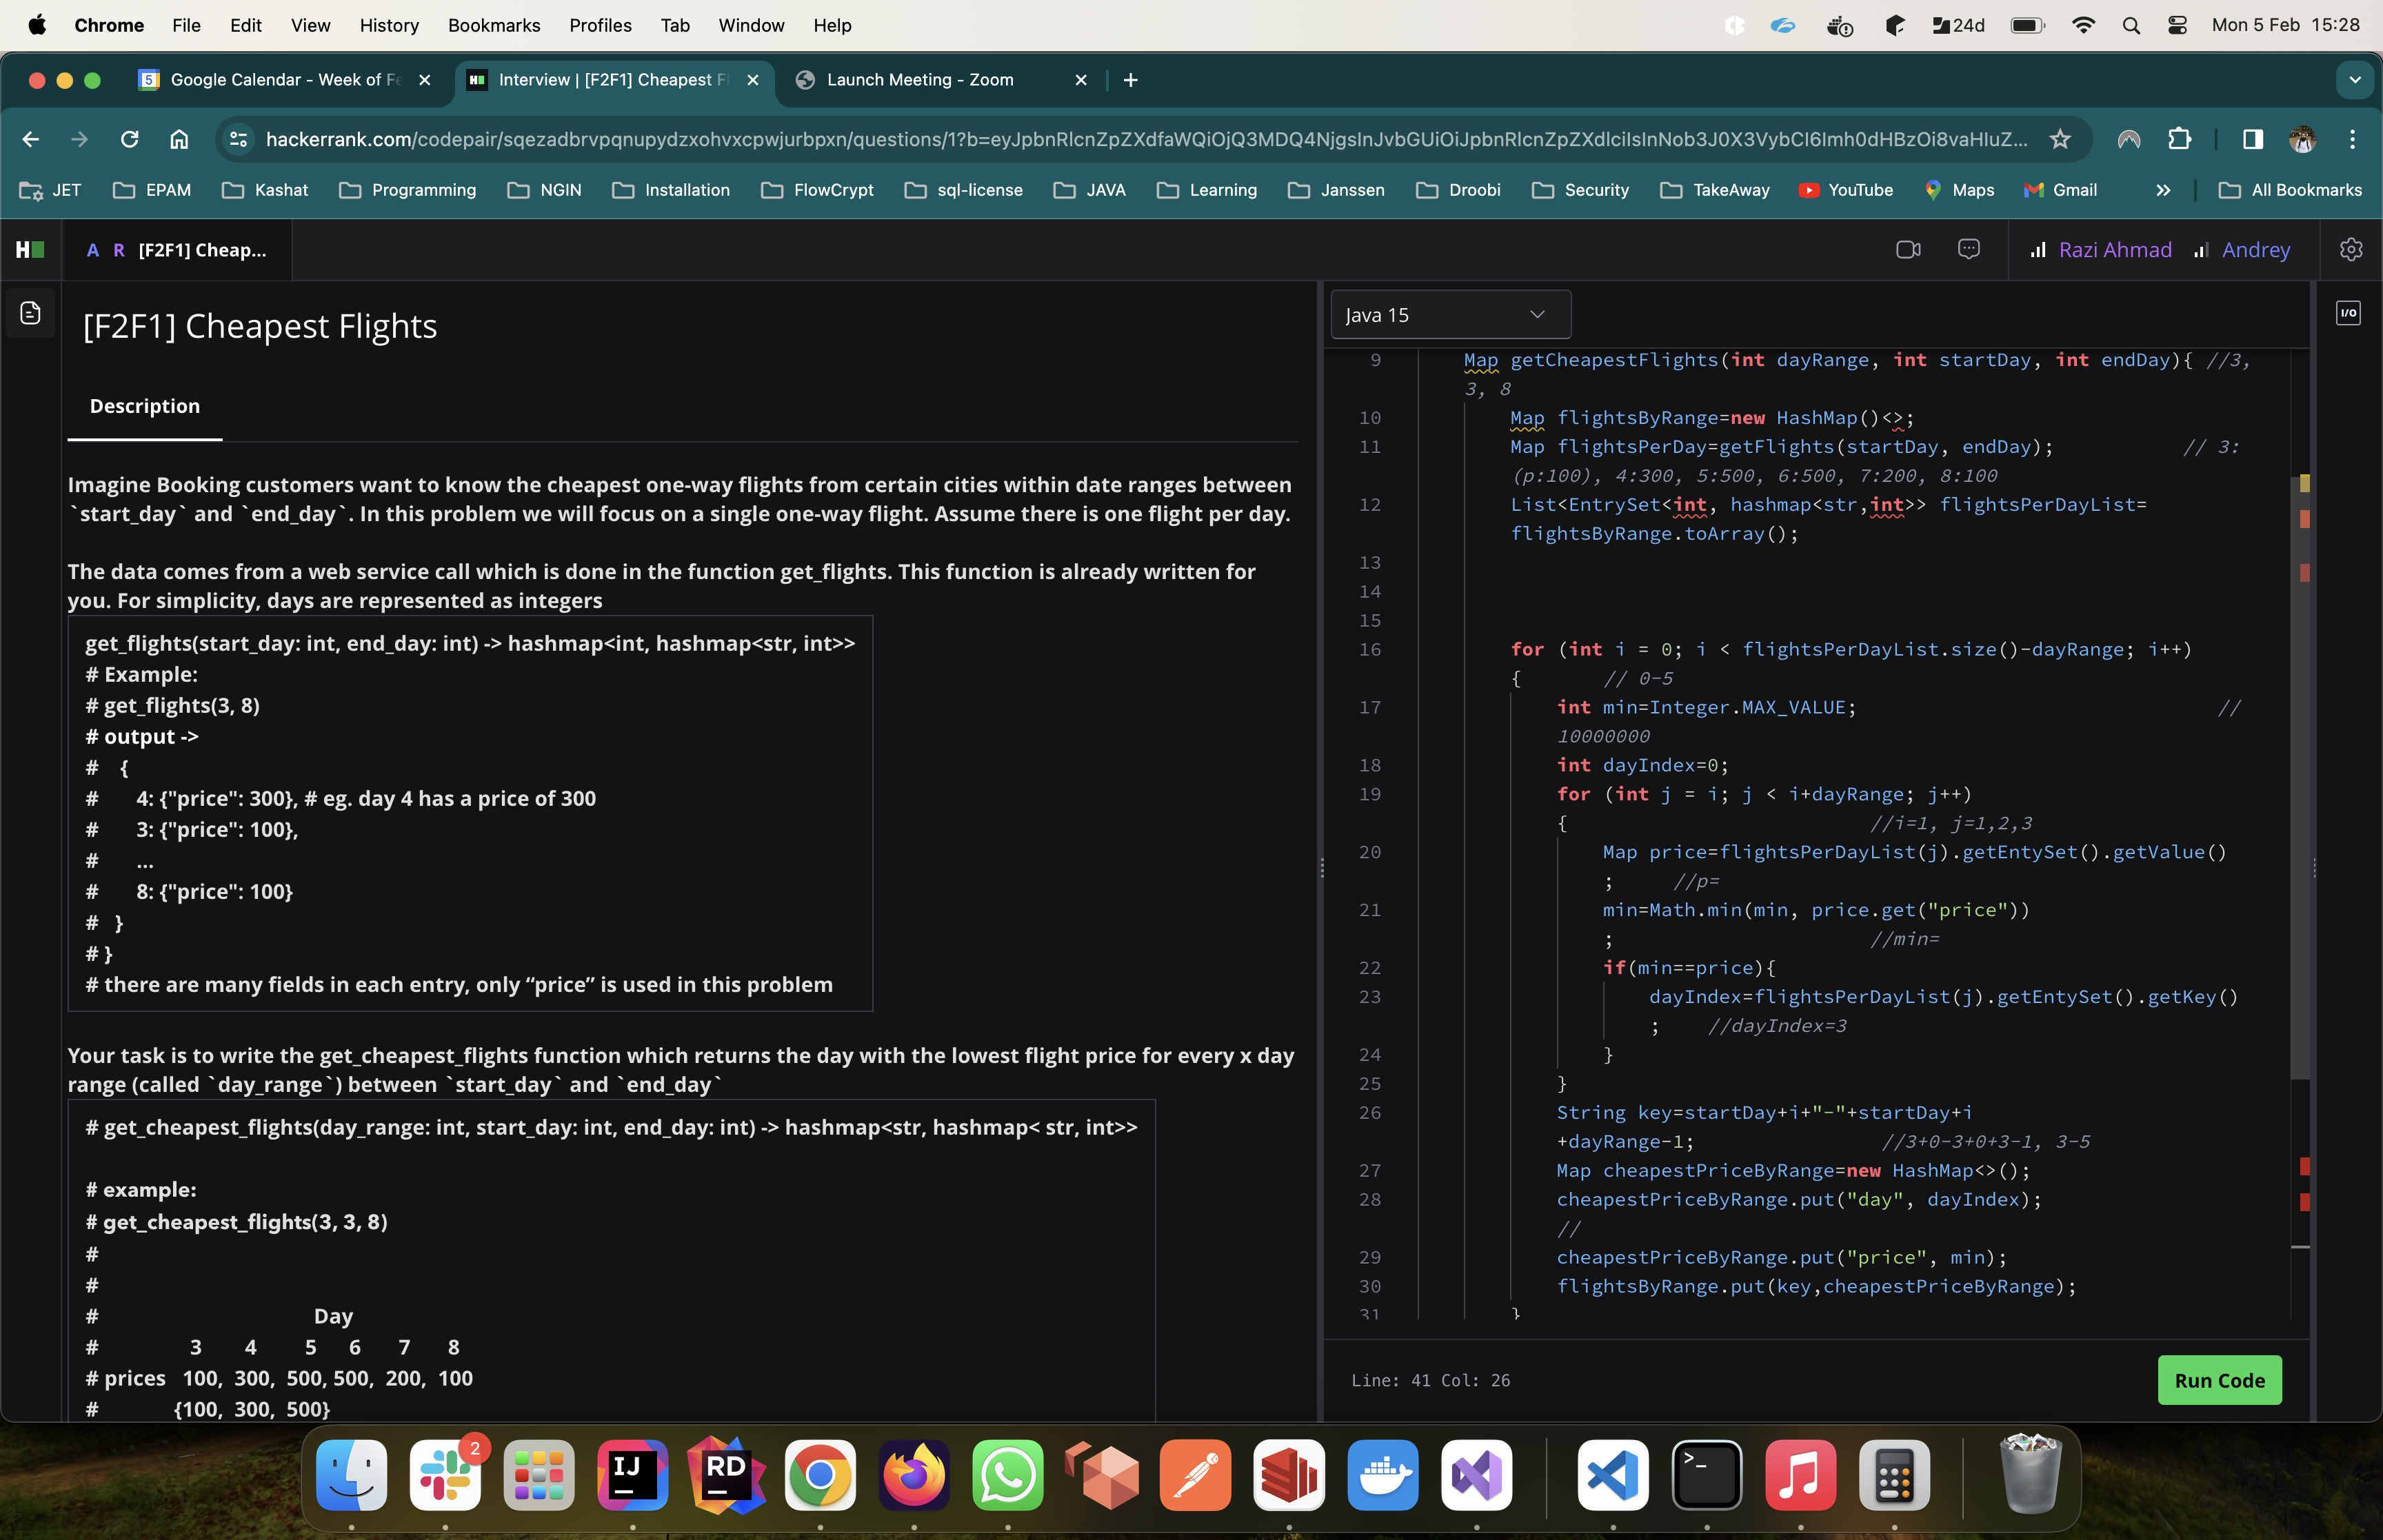 Chrome File Edit View History Bookmarks Profiles Tab Window Help 24d Mon 5 Feb 15:28
5 Google Calendar - Week of Fe Interview | [F2F1] Cheapest Fl Launch Meeting - Zoom
hackerrank.com/codepair/sqezadbrvpqnupydzxohvxcpwjurbpxn/questions/1?b=eyJpbnRlcnZpZXdfaWQiOjQ3MDQ4NjgsInJvbGUiOiJpbnRlcnZpZXdlciIsInNob3J0X3VybCI6Imh0dHBzOi8vaHIuZ...
JET EPAM Kashat Programming NGIN Installation FlowCrypt sql-license JAVA Learning Janssen Droobi Security TakeAway YouTube Maps Gmail » All Bookmarks
H A R [F2F1] Cheap... Razi Ahmad Andrey
[F2F1] Cheapest Flights
Description
Imagine Booking customers want to know the cheapest one-way flights from certain cities within date ranges between
`start_day` and `end_day`. In this problem we will focus on a single one-way flight. Assume there is one flight per day.
The data comes from a web service call which is done in the function get_flights. This function is already written for
you. For simplicity, days are represented as integers
get_flights(start_day: int, end_day: int) -> hashmap<int, hashmap<str, int>>
# Example:
# get_flights(3, 8)
# output ->
# {
# 4: {"price": 300}, # eg. day 4 has a price of 300
# 3: {"price": 100},
# ...
# 8: {"price": 100}
# }
# }
# there are many fields in each entry, only “price” is used in this problem
Your task is to write the get_cheapest_flights function which returns the day with the lowest flight price for every x day
range (called `day_range`) between `start_day` and `end_day`
# get_cheapest_flights(day_range: int, start_day: int, end_day: int) -> hashmap<str, hashmap< str, int>>
# example:
# get_cheapest_flights(3, 3, 8)
#
#
# Day
# 3 4 5 6 7 8
# prices 100, 300, 500, 500, 200, 100
# {100, 300, 500}
Java 15
I/O
9 Map getCheapestFlights(int dayRange, int startDay, int endDay){ //3,
3, 8
10 Map flightsByRange=new HashMap()<>;
11 Map flightsPerDay=getFlights(startDay, endDay); // 3:
(p:100), 4:300, 5:500, 6:500, 7:200, 8:100
12 List<EntrySet<int, hashmap<str,int>> flightsPerDayList=
flightsByRange.toArray();
13
14
15
16 for (int i = 0; i < flightsPerDayList.size()-dayRange; i++)
{ // 0-5
17 int min=Integer.MAX_VALUE; //
10000000
18 int dayIndex=0;
19 for (int j = i; j < i+dayRange; j++)
{ //i=1, j=1,2,3
20 Map price=flightsPerDayList(j).getEntySet().getValue()
; //p=
21 min=Math.min(min, price.get("price"))
; //min=
22 if(min==price){
23 dayIndex=flightsPerDayList(j).getEntySet().getKey()
; //dayIndex=3
24 }
25 }
26 String key=startDay+i+"-"+startDay+i
+dayRange-1; //3+0-3+0+3-1, 3-5
27 Map cheapestPriceByRange=new HashMap<>();
28 cheapestPriceByRange.put("day", dayIndex);
//
29 cheapestPriceByRange.put("price", min);
30 flightsByRange.put(key,cheapestPriceByRange);
31 }
Line: 41 Col: 26
Run Code
2
IJ
RD